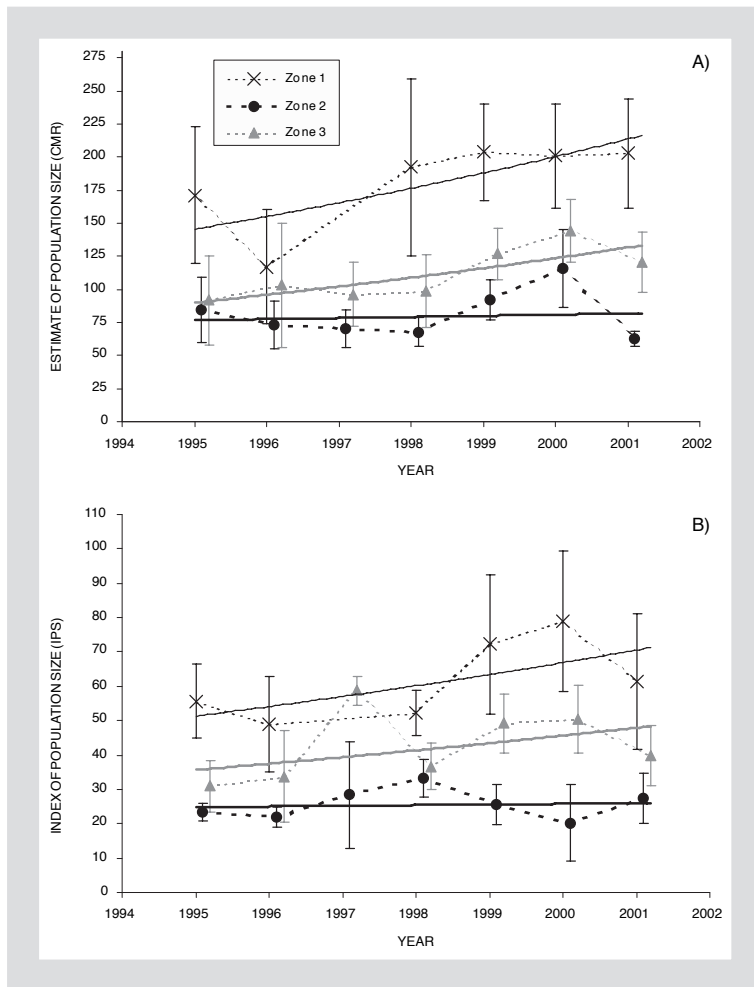 A)
Zone 1
Zone 2
Zone 3
ESTIMATE OF POPULATION SIZE (CMR)
275
250
225
200
175
150
125
100
75
50
25
0
1994 1995 1996 1997 1998 1999 2000 2001 2002
YEAR
B)
INDEX OF POPULATION SIZE (IPS)
110
100
90
80
70
60
50
40
30
20
10
0
1994 1995 1996 1997 1998 1999 2000 2001 2002
YEAR